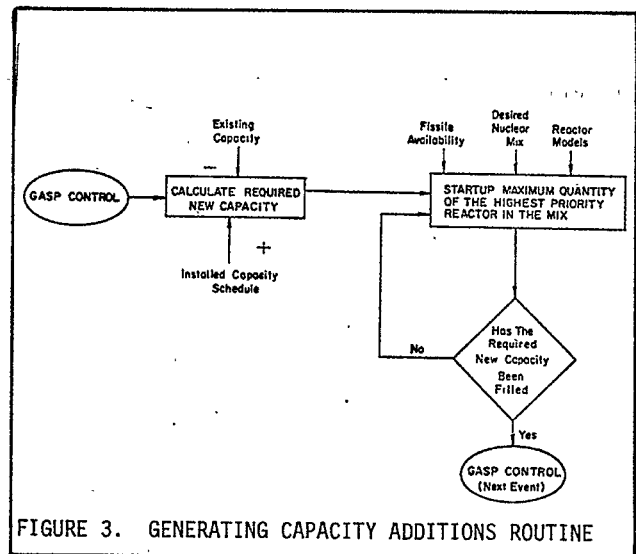 Existing
Capacity
−
GASP CONTROL
CALCULATE REQUIRED
NEW CAPACITY
+
Installed Capacity
Schedule
Fissile
Availability
Desired
Nuclear
Mix
Reactor
Models
STARTUP MAXIMUM QUANTITY
OF THE HIGHEST PRIORITY
REACTOR IN THE MIX
No
Has The
Required
New Capacity
Been
Filled
Yes
GASP CONTROL
(Next Event)
FIGURE 3. GENERATING CAPACITY ADDITIONS ROUTINE